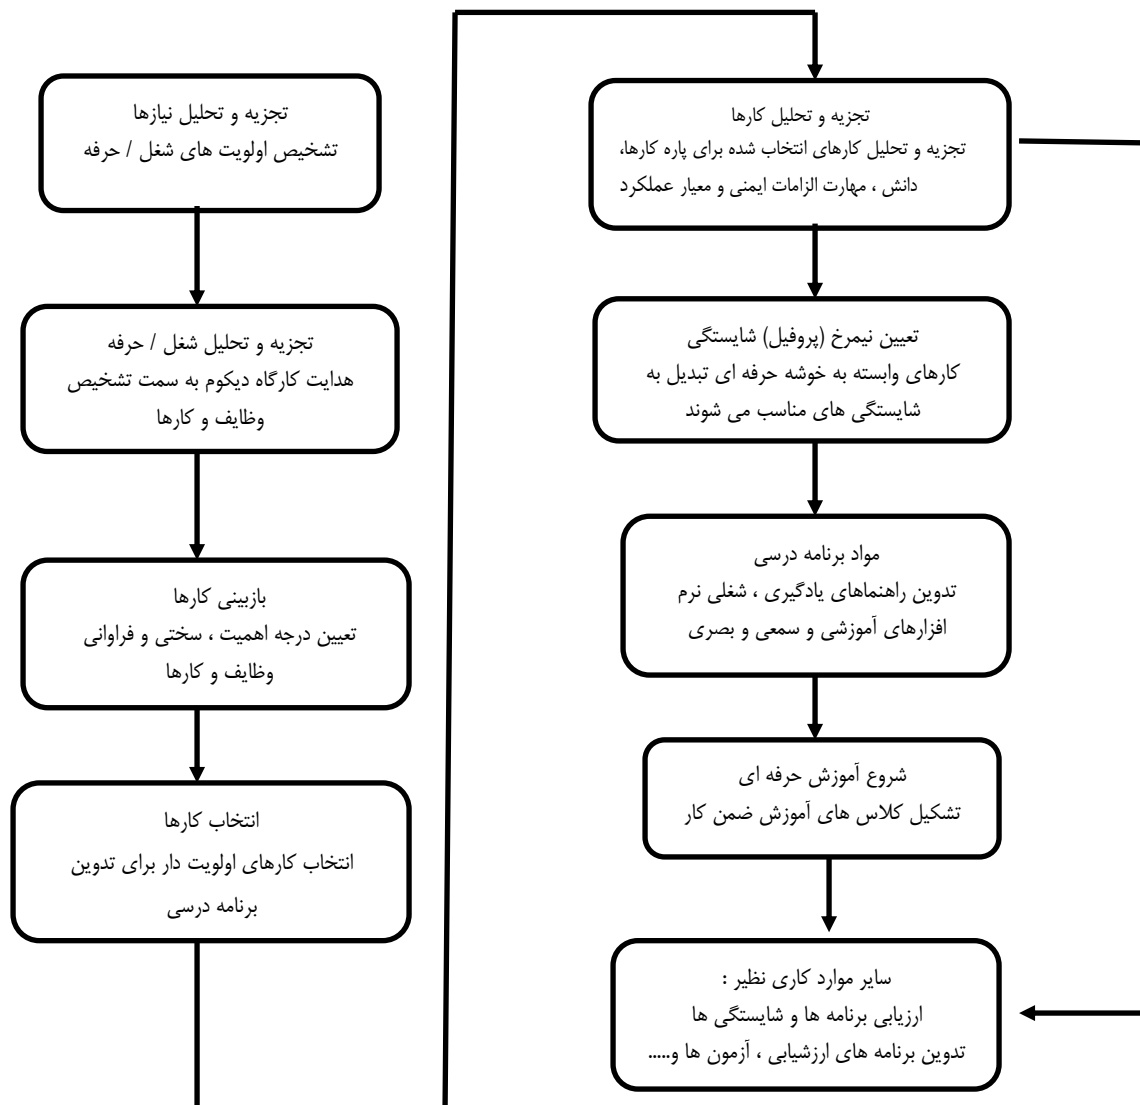 تجزیه و تحلیل نیازها
تشخیص اولویت های شغل / حرفه
تجزیه و تحلیل شغل / حرفه
هدایت کارگاه دیکوم به سمت تشخیص
وظایف و کارها
بازبینی کارها
تعیین درجه اهمیت ، سختی و فراوانی
وظایف و کارها
انتخاب کارها
انتخاب کارهای اولویت دار برای تدوین
برنامه درسی
تجزیه و تحلیل کارها
تجزیه و تحلیل کارهای انتخاب شده برای پاره کارها،
دانش ، مهارت الزامات ایمنی و معیار عملکرد
تعیین نیمرخ (پروفیل) شایستگی
کارهای وابسته به خوشه حرفه ای تبدیل به
شایستگی های مناسب می شوند
مواد برنامه درسی
تدوین راهنماهای یادگیری ، شغلی نرم
افزارهای آموزشی و سمعی و بصری
شروع آموزش حرفه ای
تشکیل کلاس های آموزش ضمن کار
سایر موارد کاری نظیر :
ارزیابی برنامه ها و شایستگی ها
تدوین برنامه های ارزشیابی ، آزمون ها و.....